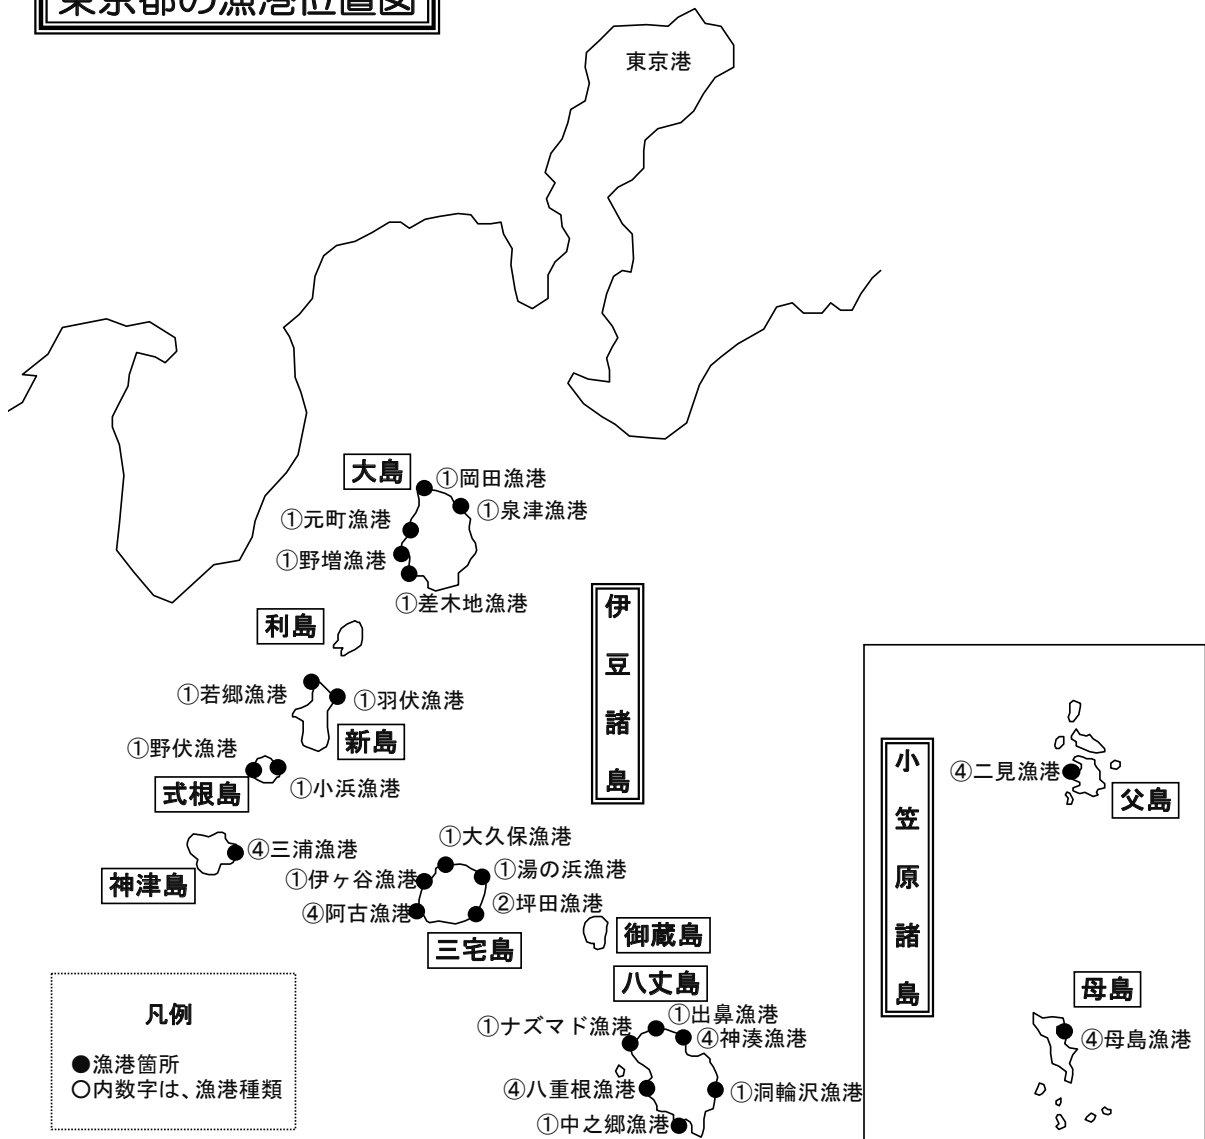 東京都の漁港位置図
東京港
大島
①岡田漁港
①泉津漁港
①元町漁港
①野増漁港
①差木地漁港
利島
伊豆諸島
①若郷漁港
①羽伏漁港
新島
①野伏漁港
①小浜漁港
式根島
④三浦漁港
神津島
①大久保漁港
①湯の浜漁港
①伊ヶ谷漁港
②坪田漁港
④阿古漁港
三宅島
御蔵島
八丈島
①出鼻漁港
①ナズマド漁港
④神湊漁港
④八重根漁港
①洞輪沢漁港
①中之郷漁港
小笠原諸島
④二見漁港
父島
母島
④母島漁港
凡例
●漁港箇所
○内数字は、漁港種類